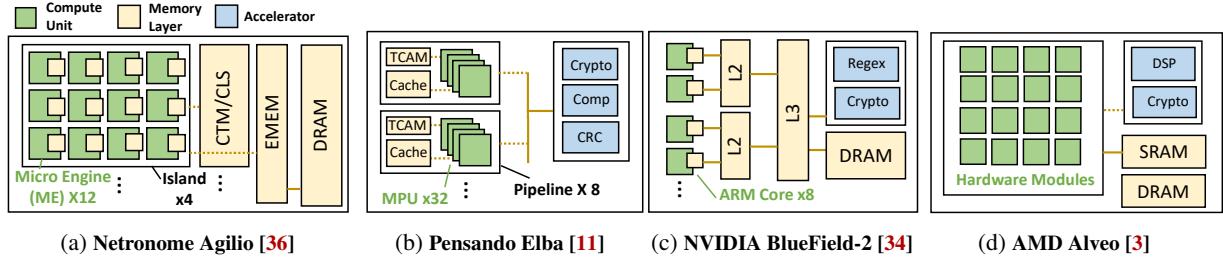 Compute Unit
Memory Layer
Accelerator
CTM/CLS
EMEM
DRAM
Micro Engine
(ME) X12
⋮
Island
x4
⋮
(a) Netronome Agilio [36]
TCAM
Cache
TCAM
Cache
MPU x32
⋮
Crypto
Comp
CRC
Pipeline X 8
(b) Pensando Elba [11]
L2
L2
L3
Regex
Crypto
DRAM
⋮
ARM Core x8
(c) NVIDIA BlueField-2 [34]
Hardware Modules
DSP
Crypto
SRAM
DRAM
(d) AMD Alveo [3]